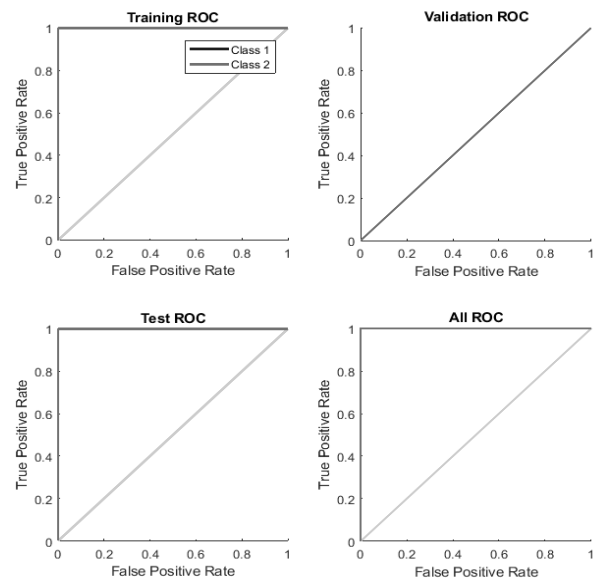 Training ROC
Class 1
Class 2
True Positive Rate
1
0.8
0.6
0.4
0.2
0
0 0.2 0.4 0.6 0.8 1
False Positive Rate
Validation ROC
True Positive Rate
1
0.8
0.6
0.4
0.2
0
0 0.2 0.4 0.6 0.8 1
False Positive Rate
Test ROC
True Positive Rate
1
0.8
0.6
0.4
0.2
0
0 0.2 0.4 0.6 0.8 1
False Positive Rate
All ROC
True Positive Rate
1
0.8
0.6
0.4
0.2
0
0 0.2 0.4 0.6 0.8 1
False Positive Rate